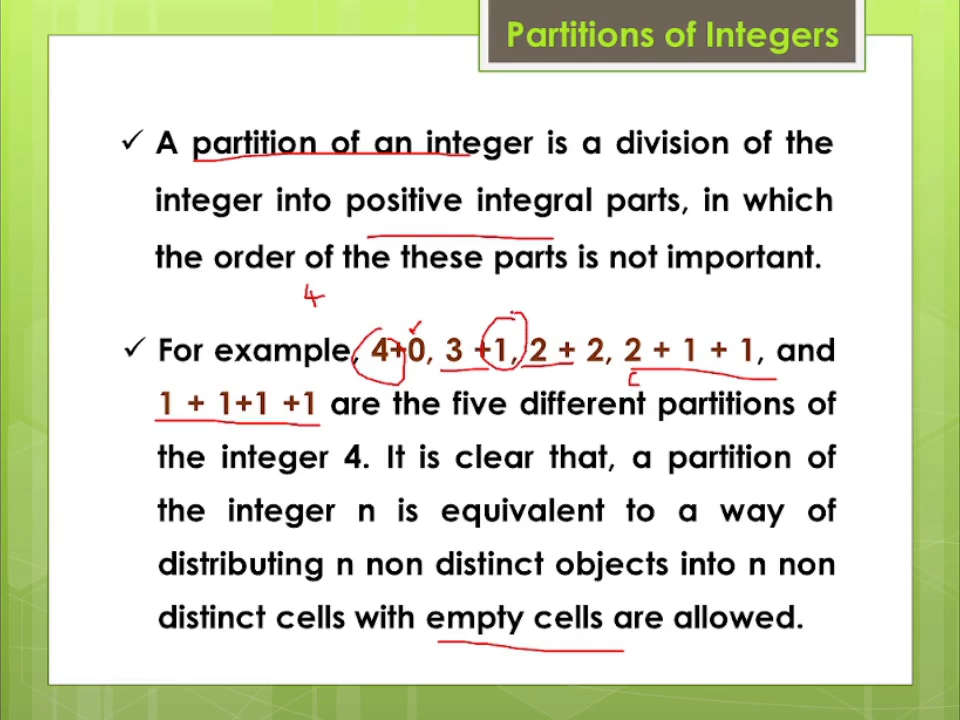 Partitions of Integers
✓ A partition of an integer is a division of the
integer into positive integral parts, in which
the order of the these parts is not important.
4
✓ For example, 4+0, 3 +1, 2 + 2, 2 + 1 + 1, and
1 + 1+1 +1 are the five different partitions of
the integer 4. It is clear that, a partition of
the integer n is equivalent to a way of
distributing n non distinct objects into n non
distinct cells with empty cells are allowed.